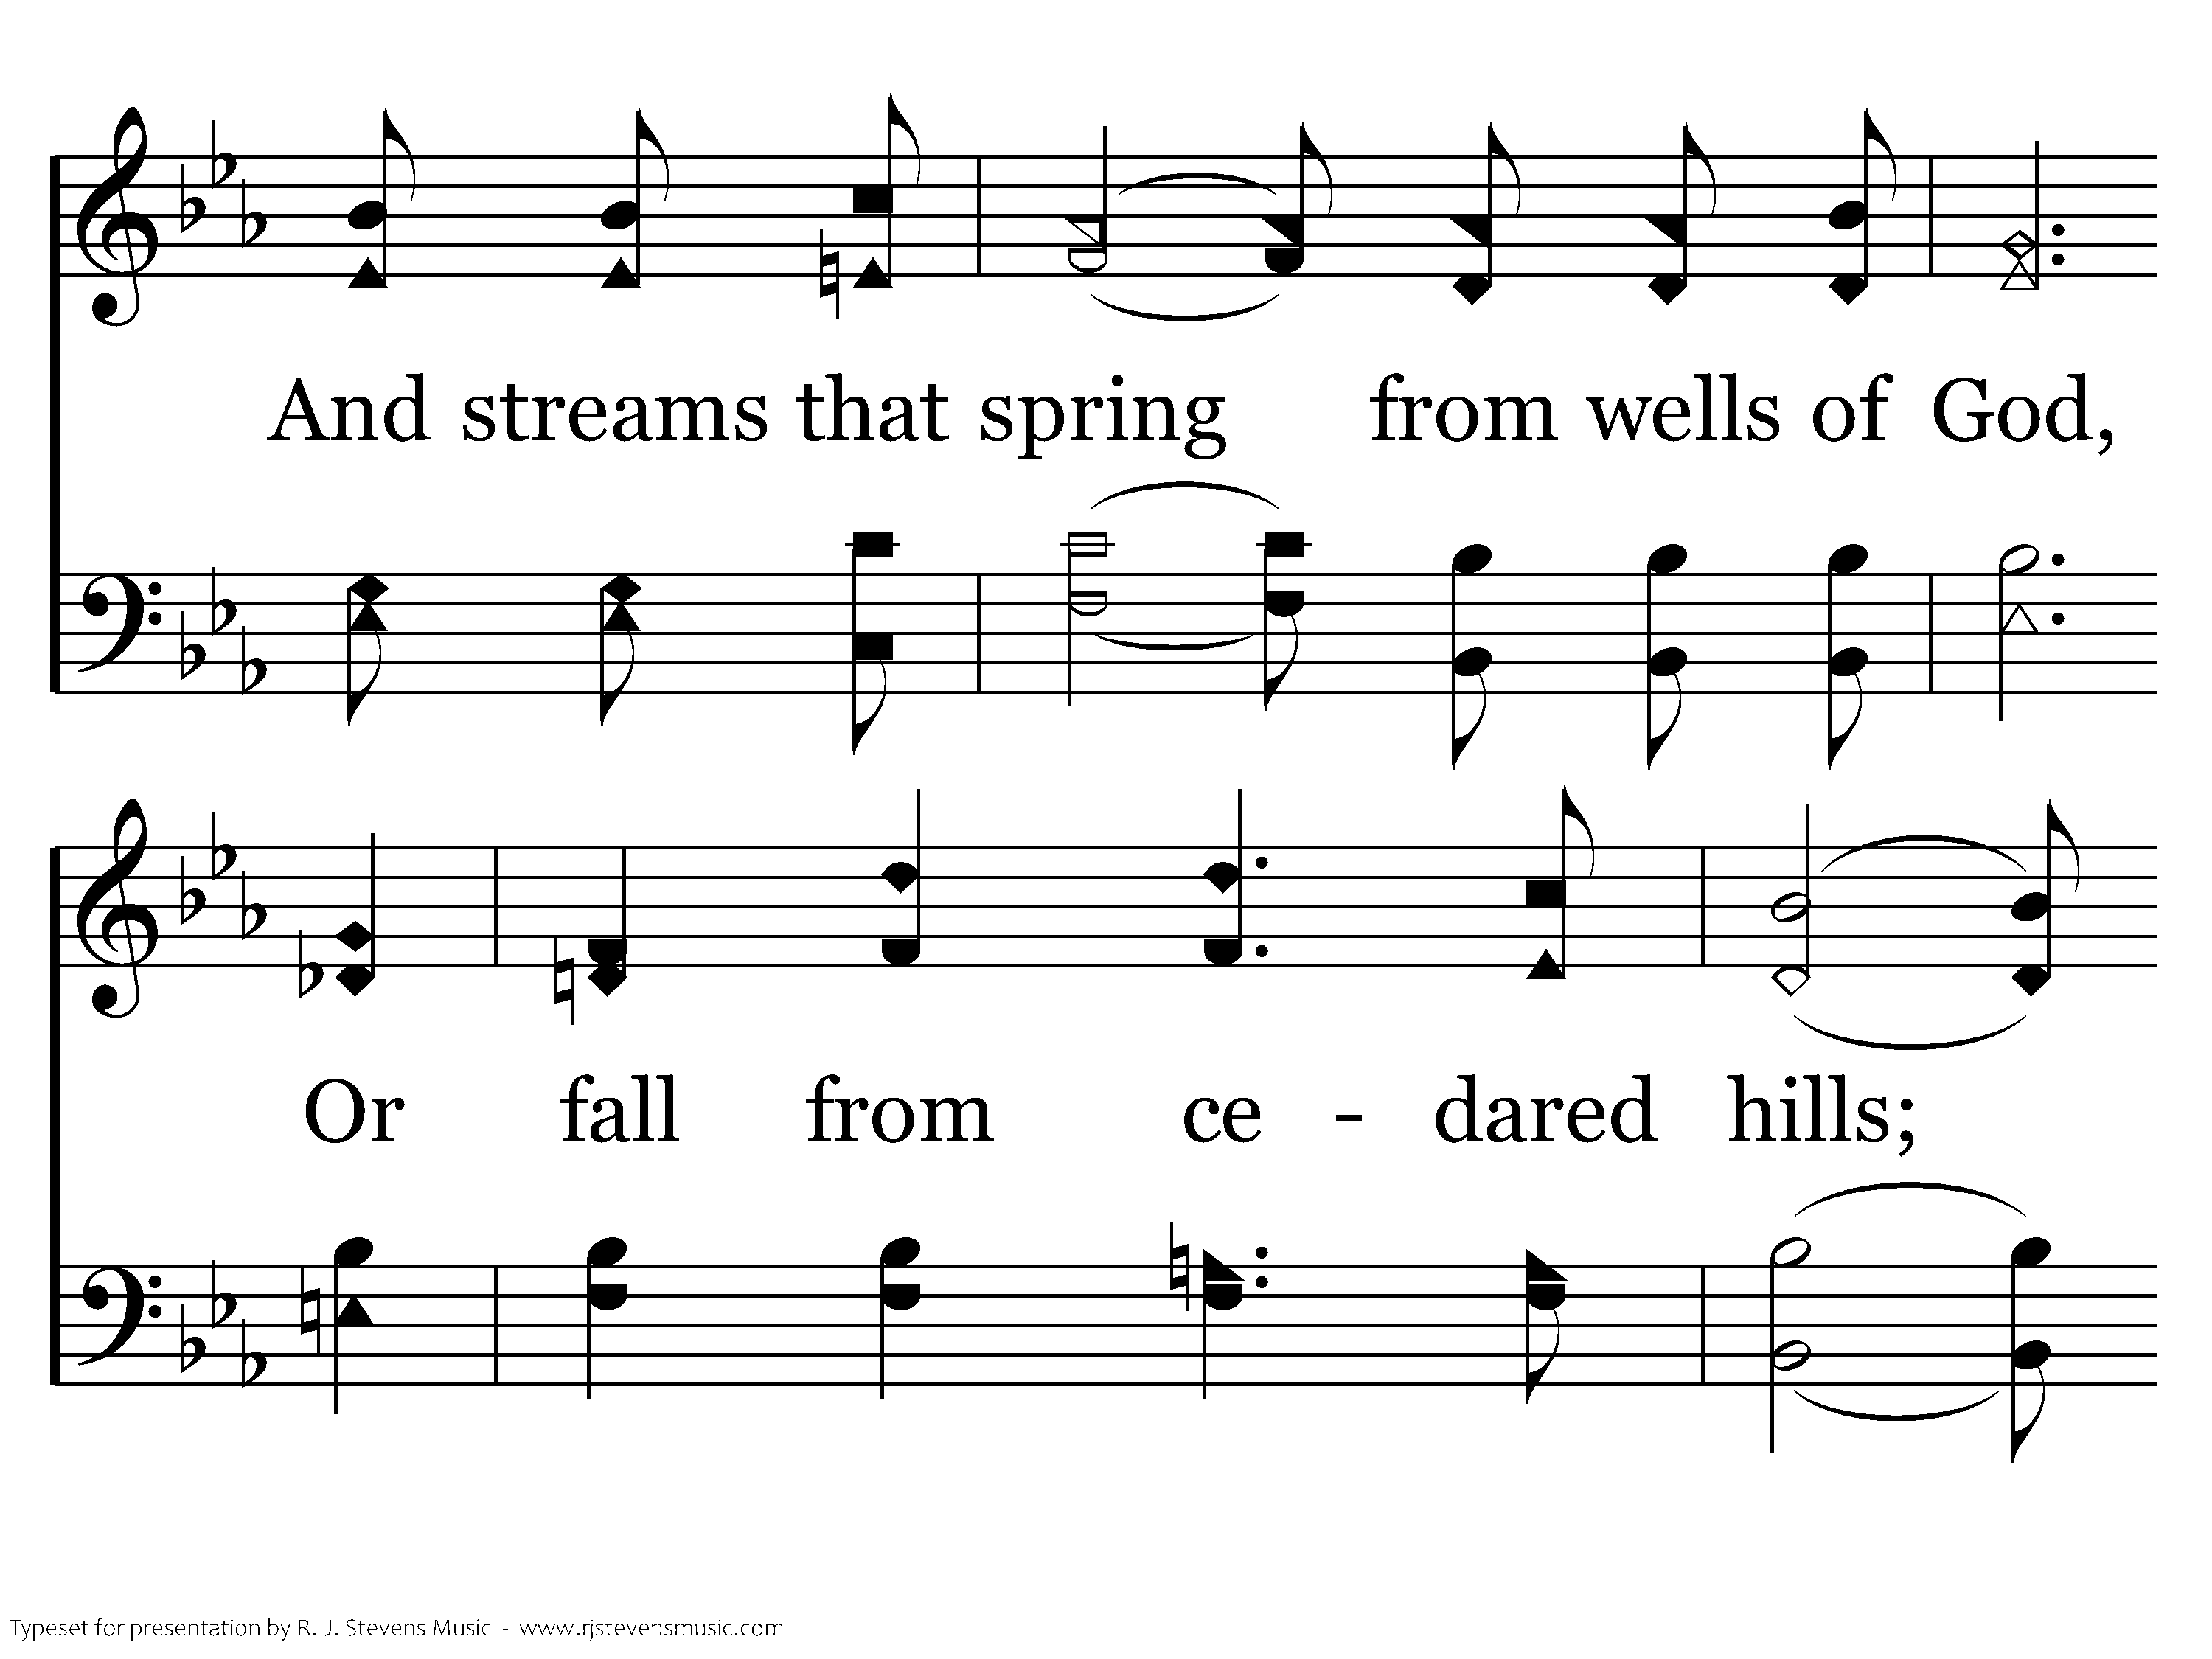 And streams that spring from wells of God,
Or fall from ce - dared hills;
Typeset for presentation by R. J. Stevens Music - www.rjstevensmusic.com